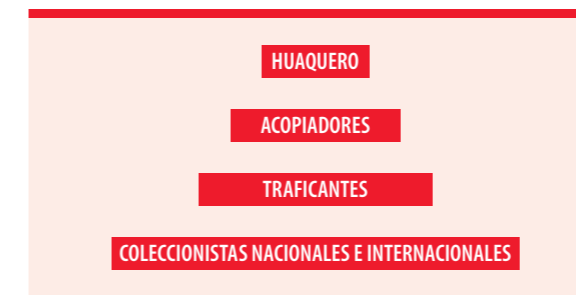 HUAQUERO
ACOPIADORES
TRAFICANTES
COLECCIONISTAS NACIONALES E INTERNACIONALES